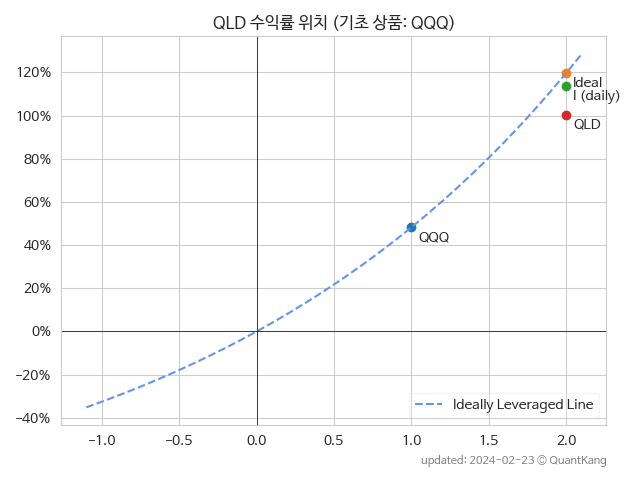 QLD 수익률 위치 (기초 상품: QQQ)
120%
100%
80%
60%
40%
20%
0%
−20%
−40%
Ideal
I (daily)
QLD
QQQ
Ideally Leveraged Line
−1.0 −0.5 0.0 0.5 1.0 1.5 2.0
updated: 2024-02-23 © QuantKang